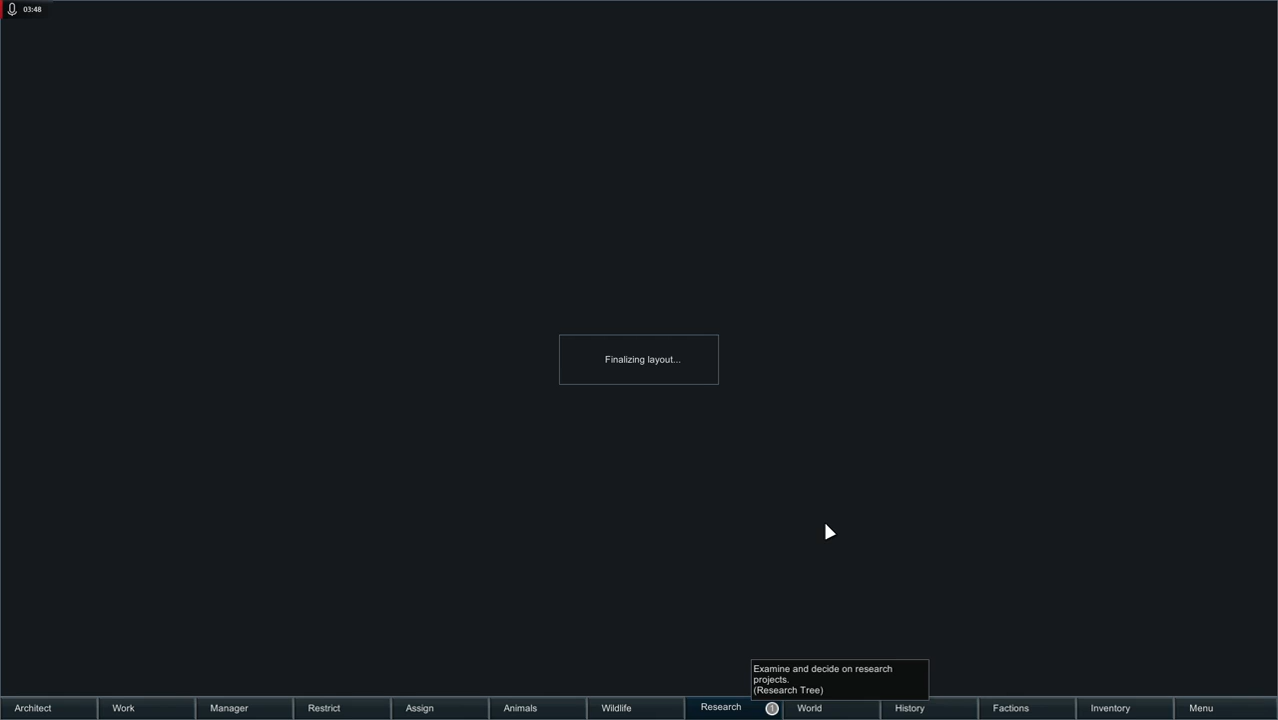 03:48
Finalizing layout...
Examine and decide on research
projects.
(Research Tree)
Architect Work Manager Restrict Assign Animals Wildlife Research 1 World History Factions Inventory Menu